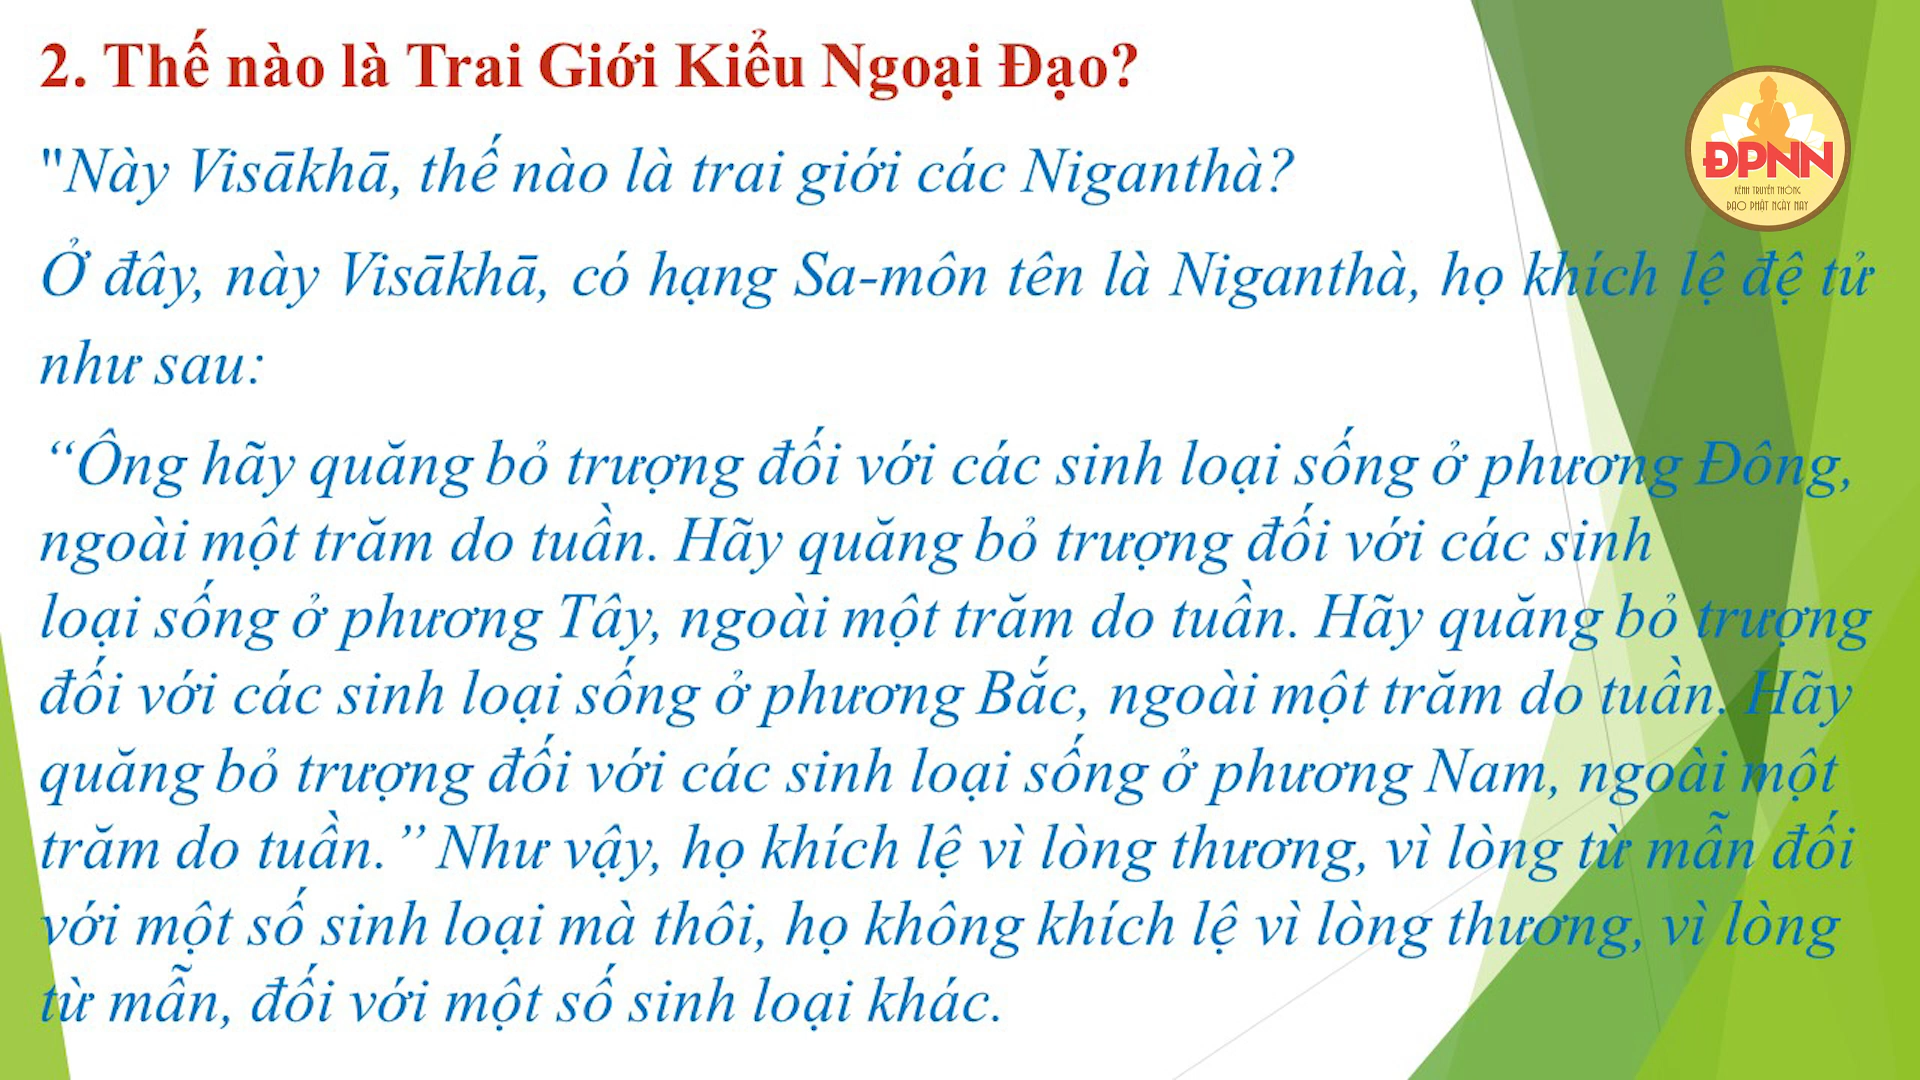 2. Thế nào là Trai Giới Kiểu Ngoại Đạo?
"Này Visākhā, thế nào là trai giới các Niganthà?
Ở đây, này Visākhā, có hạng Sa-môn tên là Niganthà, họ khích lệ đệ tử
như sau:
“Ông hãy quăng bỏ trượng đối với các sinh loại sống ở phương Đông,
ngoài một trăm do tuần. Hãy quăng bỏ trượng đối với các sinh
loại sống ở phương Tây, ngoài một trăm do tuần. Hãy quăng bỏ trượng
đối với các sinh loại sống ở phương Bắc, ngoài một trăm do tuần. Hãy
quăng bỏ trượng đối với các sinh loại sống ở phương Nam, ngoài một
trăm do tuần.” Như vậy, họ khích lệ vì lòng thương, vì lòng từ mẫn đối
với một số sinh loại mà thôi, họ không khích lệ vì lòng thương, vì lòng
từ mẫn, đối với một số sinh loại khác.
ĐPNN
KÊNH TRUYỀN THÔNG
ĐẠO PHẬT NGÀY NAY